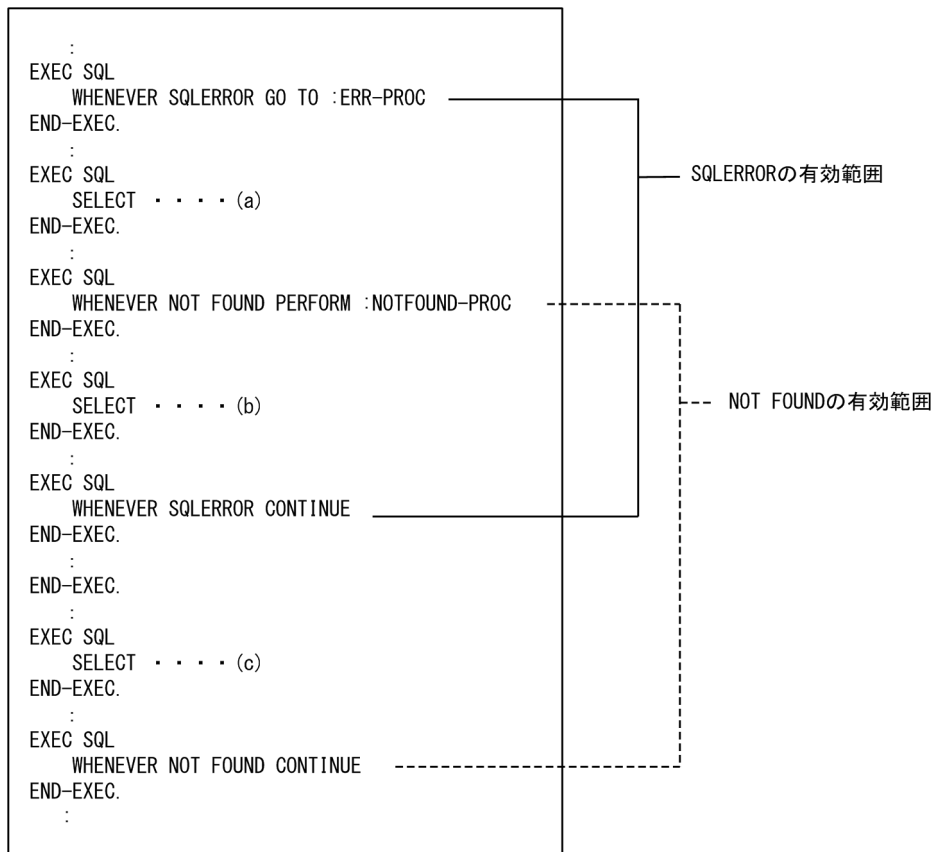 :
EXEC SQL
WHENEVER SQLERROR GO TO :ERR-PROC
END-EXEC.
:
EXEC SQL
SELECT ・・・・(a)
END-EXEC.
:
EXEC SQL
WHENEVER NOT FOUND PERFORM :NOTFOUND-PROC
END-EXEC.
:
EXEC SQL
SELECT ・・・・(b)
END-EXEC.
:
EXEC SQL
WHENEVER SQLERROR CONTINUE
END-EXEC.
:
END-EXEC.
:
EXEC SQL
SELECT ・・・・(c)
END-EXEC.
:
EXEC SQL
WHENEVER NOT FOUND CONTINUE
END-EXEC.
:
SQLERRORの有効範囲
NOT FOUNDの有効範囲